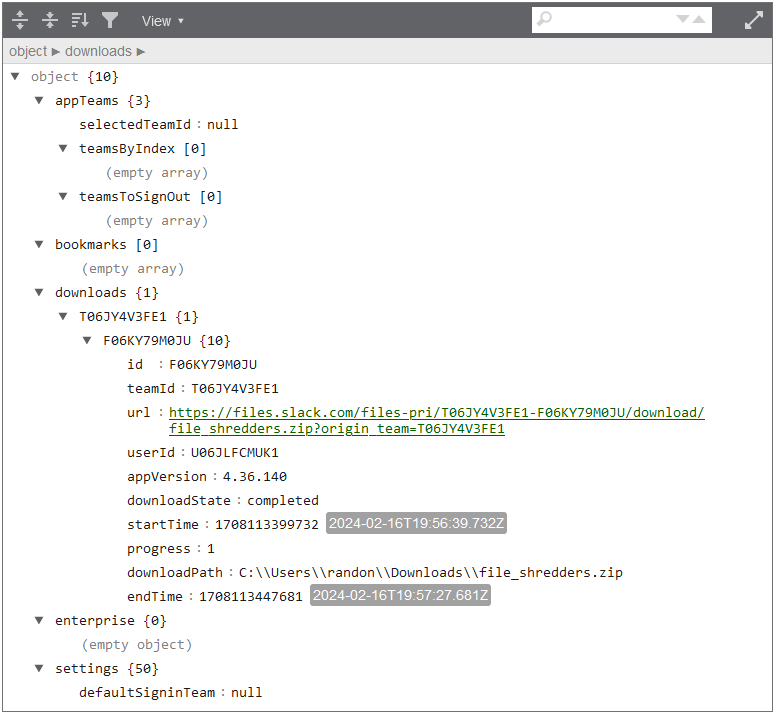 View
object ▶ downloads ▶
object {10}
appTeams {3}
selectedTeamId : null
teamsByIndex [0]
(empty array)
teamsToSignOut [0]
(empty array)
bookmarks [0]
(empty array)
downloads {1}
T06JY4V3FE1 {1}
F06KY79M0JU {10}
id : F06KY79M0JU
teamId : T06JY4V3FE1
url : https://files.slack.com/files-pri/T06JY4V3FE1-F06KY79M0JU/download/
file_shredders.zip?origin_team=T06JY4V3FE1
userId : U06JLFCMUK1
appVersion : 4.36.140
downloadState : completed
startTime : 1708113399732 2024-02-16T19:56:39.732Z
progress : 1
downloadPath : C:\\Users\\randon\\Downloads\\file_shredders.zip
endTime : 1708113447681 2024-02-16T19:57:27.681Z
enterprise {0}
(empty object)
settings {50}
defaultSigninTeam : null